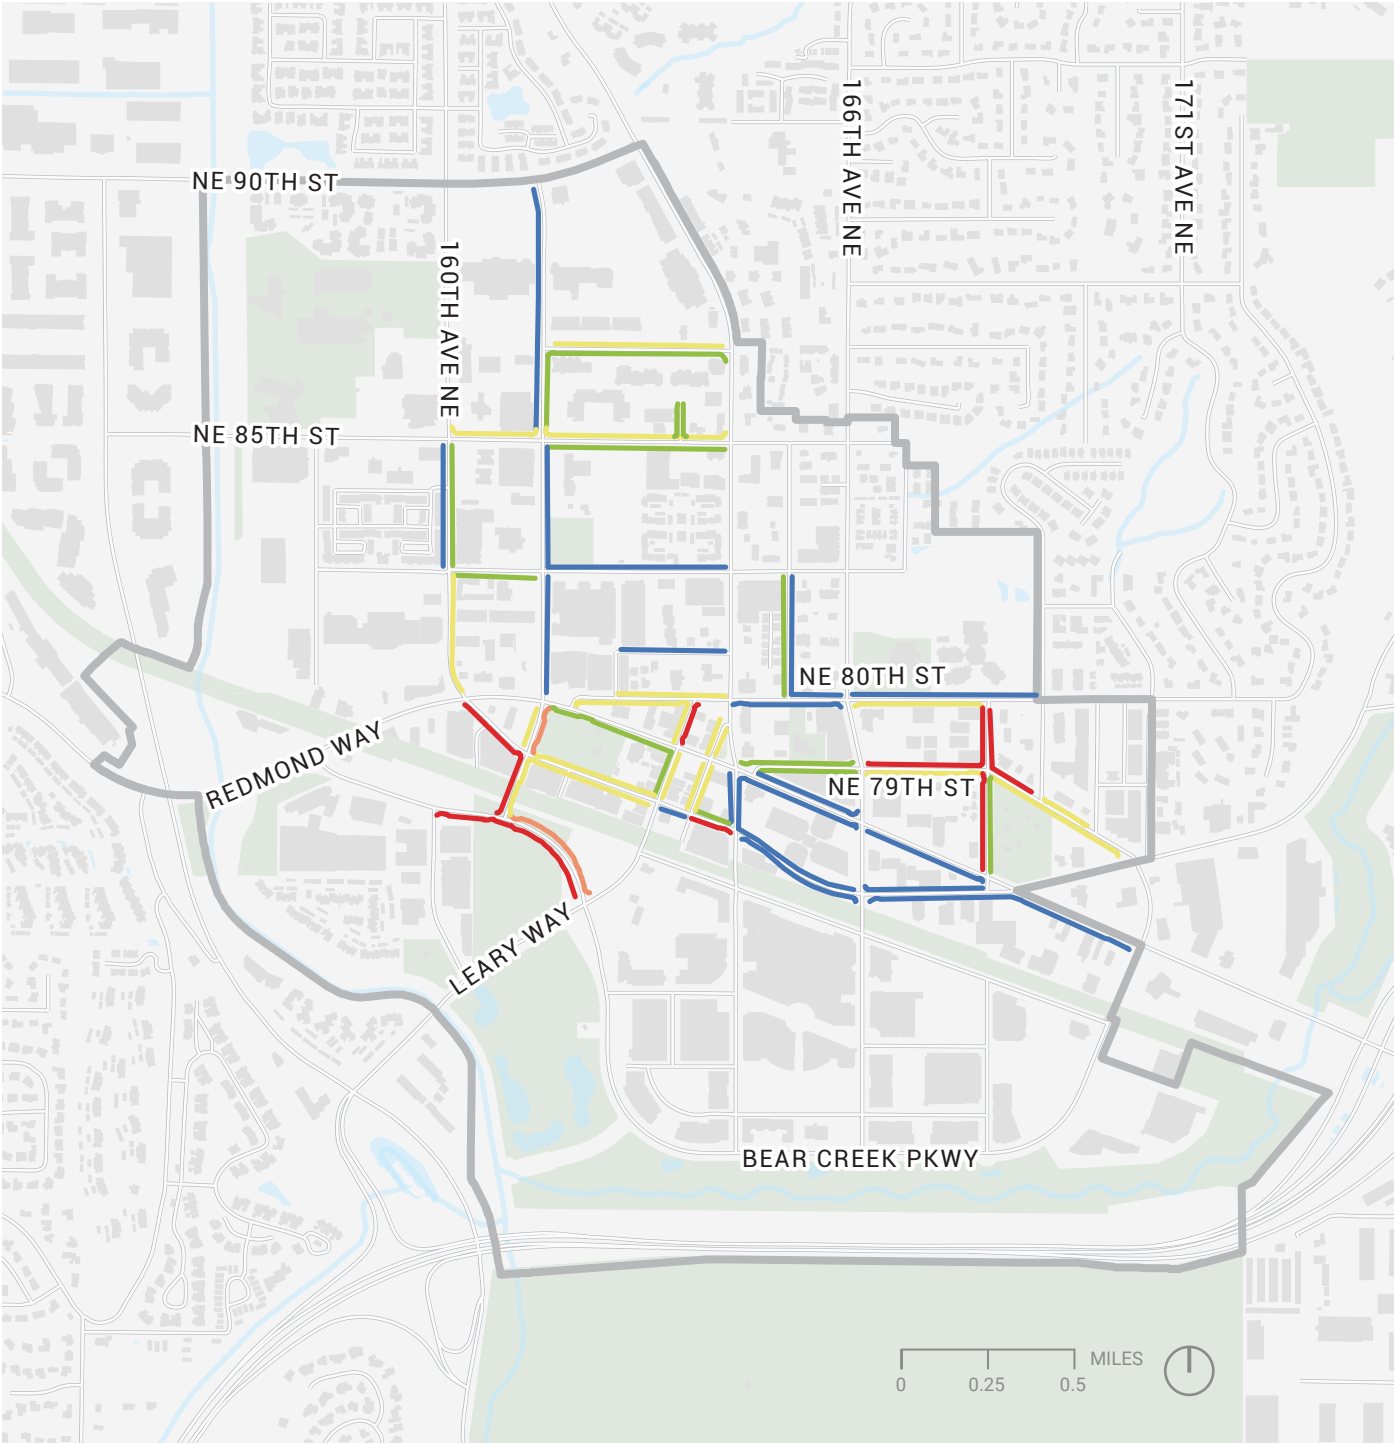 166TH AVE NE
171ST AVE NE
NE 90TH ST
160TH AVE NE
NE 85TH ST
NE 80TH ST
REDMOND WAY
NE 79TH ST
LEARY WAY
BEAR CREEK PKWY
MILES
0 0.25 0.5